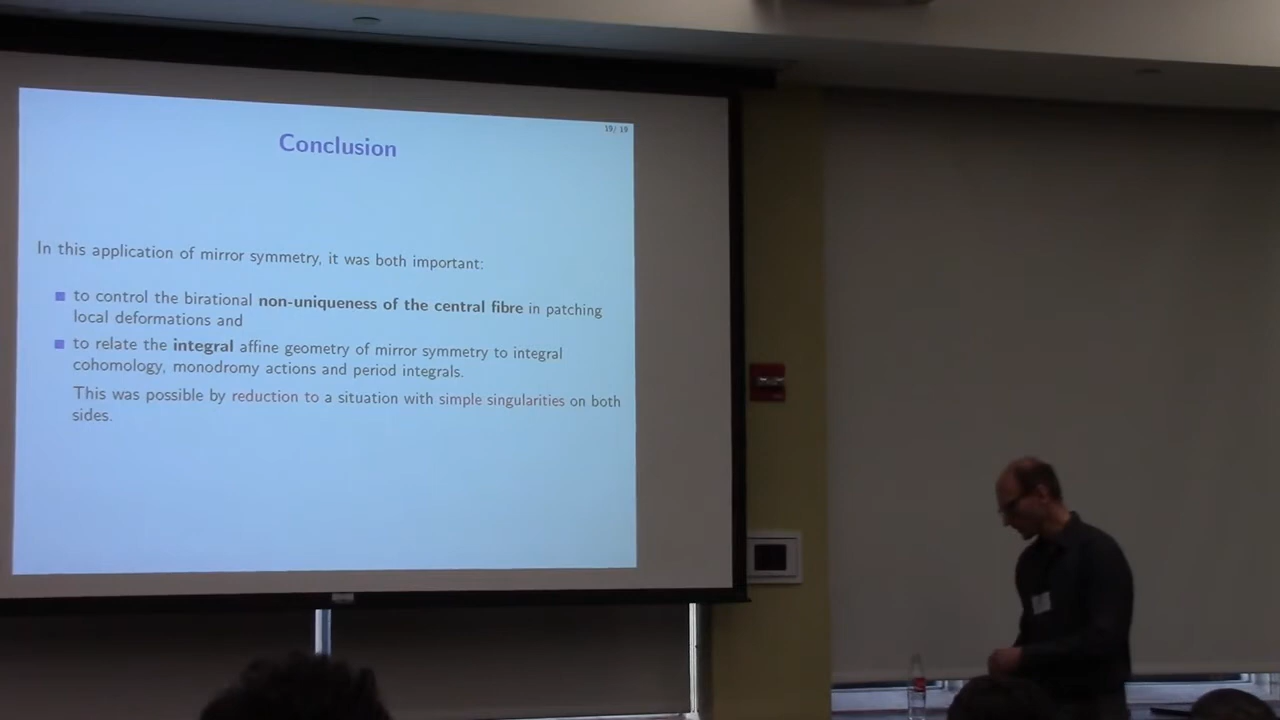 19/ 19
Conclusion
In this application of mirror symmetry, it was both important:
to control the birational non-uniqueness of the central fibre in patching
local deformations and
to relate the integral affine geometry of mirror symmetry to integral
cohomology, monodromy actions and period integrals.
This was possible by reduction to a situation with simple singularities on both
sides.